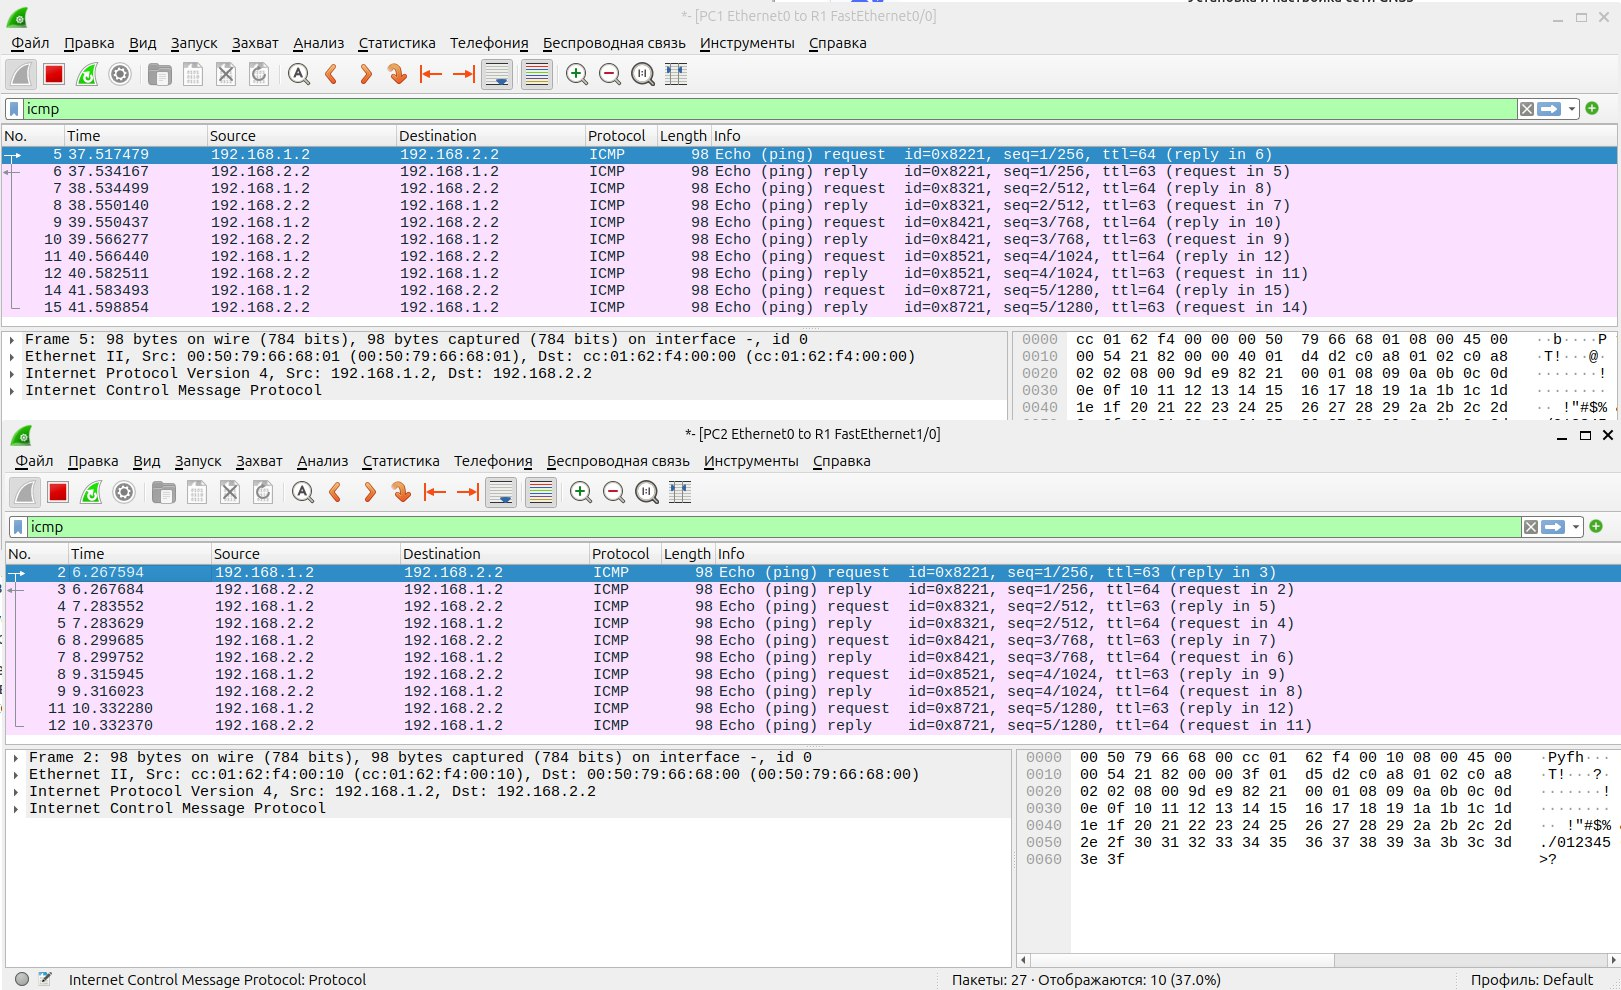 Установка и настройка сети GNS3
*- [PC1 Ethernet0 to R1 FastEthernet0/0]
Файл Правка Вид Запуск Захват Анализ Статистика Телефония Беспроводная связь Инструменты Справка
icmp
No. Time Source Destination Protocol Length Info
5 37.517479 192.168.1.2 192.168.2.2 ICMP 98 Echo (ping) request id=0x8221, seq=1/256, ttl=64 (reply in 6)
6 37.534167 192.168.2.2 192.168.1.2 ICMP 98 Echo (ping) reply id=0x8221, seq=1/256, ttl=63 (request in 5)
7 38.534499 192.168.1.2 192.168.2.2 ICMP 98 Echo (ping) request id=0x8321, seq=2/512, ttl=64 (reply in 8)
8 38.550140 192.168.2.2 192.168.1.2 ICMP 98 Echo (ping) reply id=0x8321, seq=2/512, ttl=63 (request in 7)
9 39.550437 192.168.1.2 192.168.2.2 ICMP 98 Echo (ping) request id=0x8421, seq=3/768, ttl=64 (reply in 10)
10 39.566277 192.168.2.2 192.168.1.2 ICMP 98 Echo (ping) reply id=0x8421, seq=3/768, ttl=63 (request in 9)
11 40.566440 192.168.1.2 192.168.2.2 ICMP 98 Echo (ping) request id=0x8521, seq=4/1024, ttl=64 (reply in 12)
12 40.582511 192.168.2.2 192.168.1.2 ICMP 98 Echo (ping) reply id=0x8521, seq=4/1024, ttl=63 (request in 11)
14 41.583493 192.168.1.2 192.168.2.2 ICMP 98 Echo (ping) request id=0x8721, seq=5/1280, ttl=64 (reply in 15)
15 41.598854 192.168.2.2 192.168.1.2 ICMP 98 Echo (ping) reply id=0x8721, seq=5/1280, ttl=63 (request in 14)
Frame 5: 98 bytes on wire (784 bits), 98 bytes captured (784 bits) on interface -, id 0
Ethernet II, Src: 00:50:79:66:68:01 (00:50:79:66:68:01), Dst: cc:01:62:f4:00:00 (cc:01:62:f4:00:00)
Internet Protocol Version 4, Src: 192.168.1.2, Dst: 192.168.2.2
Internet Control Message Protocol
0000 cc 01 62 f4 00 00 00 50 79 66 68 01 08 00 45 00 ··b····P
0010 00 54 21 82 00 00 40 01 d4 d2 c0 a8 01 02 c0 a8 ·T!···@·
0020 02 02 08 00 9d e9 82 21 00 01 08 09 0a 0b 0c 0d ·······!
0030 0e 0f 10 11 12 13 14 15 16 17 18 19 1a 1b 1c 1d ········
0040 1e 1f 20 21 22 23 24 25 26 27 28 29 2a 2b 2c 2d ·· !"#$%
*- [PC2 Ethernet0 to R1 FastEthernet1/0]
Файл Правка Вид Запуск Захват Анализ Статистика Телефония Беспроводная связь Инструменты Справка
icmp
No. Time Source Destination Protocol Length Info
2 6.267594 192.168.1.2 192.168.2.2 ICMP 98 Echo (ping) request id=0x8221, seq=1/256, ttl=63 (reply in 3)
3 6.267684 192.168.2.2 192.168.1.2 ICMP 98 Echo (ping) reply id=0x8221, seq=1/256, ttl=64 (request in 2)
4 7.283552 192.168.1.2 192.168.2.2 ICMP 98 Echo (ping) request id=0x8321, seq=2/512, ttl=63 (reply in 5)
5 7.283629 192.168.2.2 192.168.1.2 ICMP 98 Echo (ping) reply id=0x8321, seq=2/512, ttl=64 (request in 4)
6 8.299685 192.168.1.2 192.168.2.2 ICMP 98 Echo (ping) request id=0x8421, seq=3/768, ttl=63 (reply in 7)
7 8.299752 192.168.2.2 192.168.1.2 ICMP 98 Echo (ping) reply id=0x8421, seq=3/768, ttl=64 (request in 6)
8 9.315945 192.168.1.2 192.168.2.2 ICMP 98 Echo (ping) request id=0x8521, seq=4/1024, ttl=63 (reply in 9)
9 9.316023 192.168.2.2 192.168.1.2 ICMP 98 Echo (ping) reply id=0x8521, seq=4/1024, ttl=64 (request in 8)
11 10.332280 192.168.1.2 192.168.2.2 ICMP 98 Echo (ping) request id=0x8721, seq=5/1280, ttl=63 (reply in 12)
12 10.332370 192.168.2.2 192.168.1.2 ICMP 98 Echo (ping) reply id=0x8721, seq=5/1280, ttl=64 (request in 11)
Frame 2: 98 bytes on wire (784 bits), 98 bytes captured (784 bits) on interface -, id 0
Ethernet II, Src: cc:01:62:f4:00:10 (cc:01:62:f4:00:10), Dst: 00:50:79:66:68:00 (00:50:79:66:68:00)
Internet Protocol Version 4, Src: 192.168.1.2, Dst: 192.168.2.2
Internet Control Message Protocol
0000 00 50 79 66 68 00 cc 01 62 f4 00 10 08 00 45 00 ·Pyfh···
0010 00 54 21 82 00 00 3f 01 d5 d2 c0 a8 01 02 c0 a8 ·T!···?·
0020 02 02 08 00 9d e9 82 21 00 01 08 09 0a 0b 0c 0d ·······!
0030 0e 0f 10 11 12 13 14 15 16 17 18 19 1a 1b 1c 1d ········
0040 1e 1f 20 21 22 23 24 25 26 27 28 29 2a 2b 2c 2d ·· !"#$%
0050 2e 2f 30 31 32 33 34 35 36 37 38 39 3a 3b 3c 3d ./012345
0060 3e 3f >?
Internet Control Message Protocol: Protocol Пакеты: 27 · Отображаются: 10 (37.0%) Профиль: Default